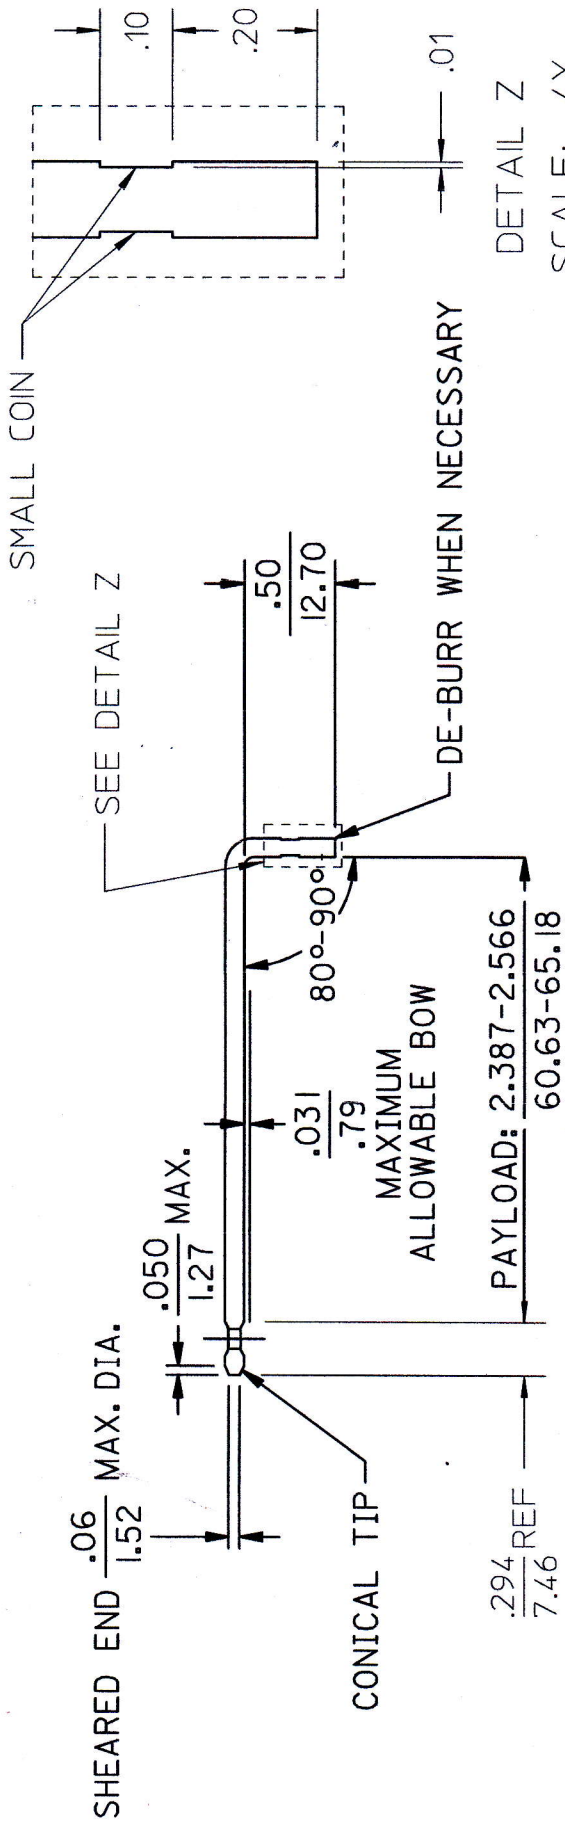 SMALL COIN
.10
.20
.01
DETAIL Z
SEE DETAIL Z
.50
12.70
DE-BURR WHEN NECESSARY
80°-90°
SHEARED END .06 MAX. DIA.
1.52
.050 MAX.
1.27
.031
.79
MAXIMUM
ALLOWABLE BOW
PAYLOAD: 2.387-2.566
60.63-65.18
CONICAL TIP
.294 REF
7.46